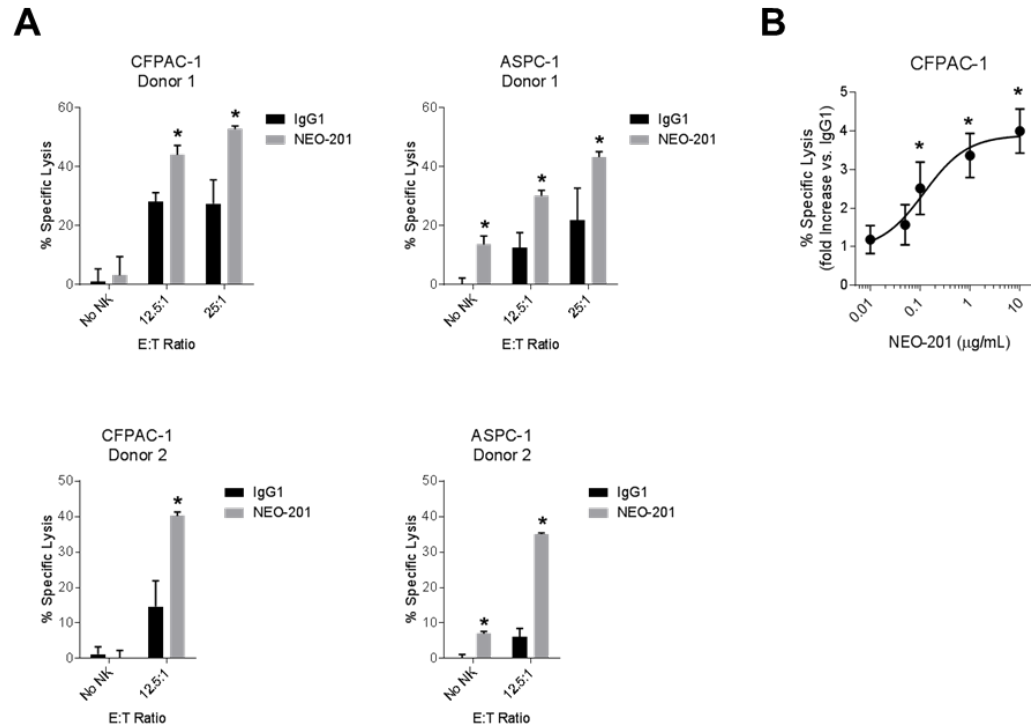 A
CFPAC-1
Donor 1
% Specific Lysis
60
40
20
0
*
*
IgG1
NEO-201
No NK
12.5:1
25:1
E:T Ratio
ASPC-1
Donor 1
% Specific Lysis
60
40
20
0
*
*
*
IgG1
NEO-201
No NK
12.5:1
25:1
E:T Ratio
B
CFPAC-1
% Specific Lysis
(fold Increase vs. IgG1)
5
4
3
2
1
0
*
*
*
0.01
0.1
1
10
NEO-201 (μg/mL)
CFPAC-1
Donor 2
% Specific Lysis
50
40
30
20
10
0
*
IgG1
NEO-201
No NK
12.5:1
E:T Ratio
ASPC-1
Donor 2
% Specific Lysis
50
40
30
20
10
0
*
*
IgG1
NEO-201
No NK
12.5:1
E:T Ratio